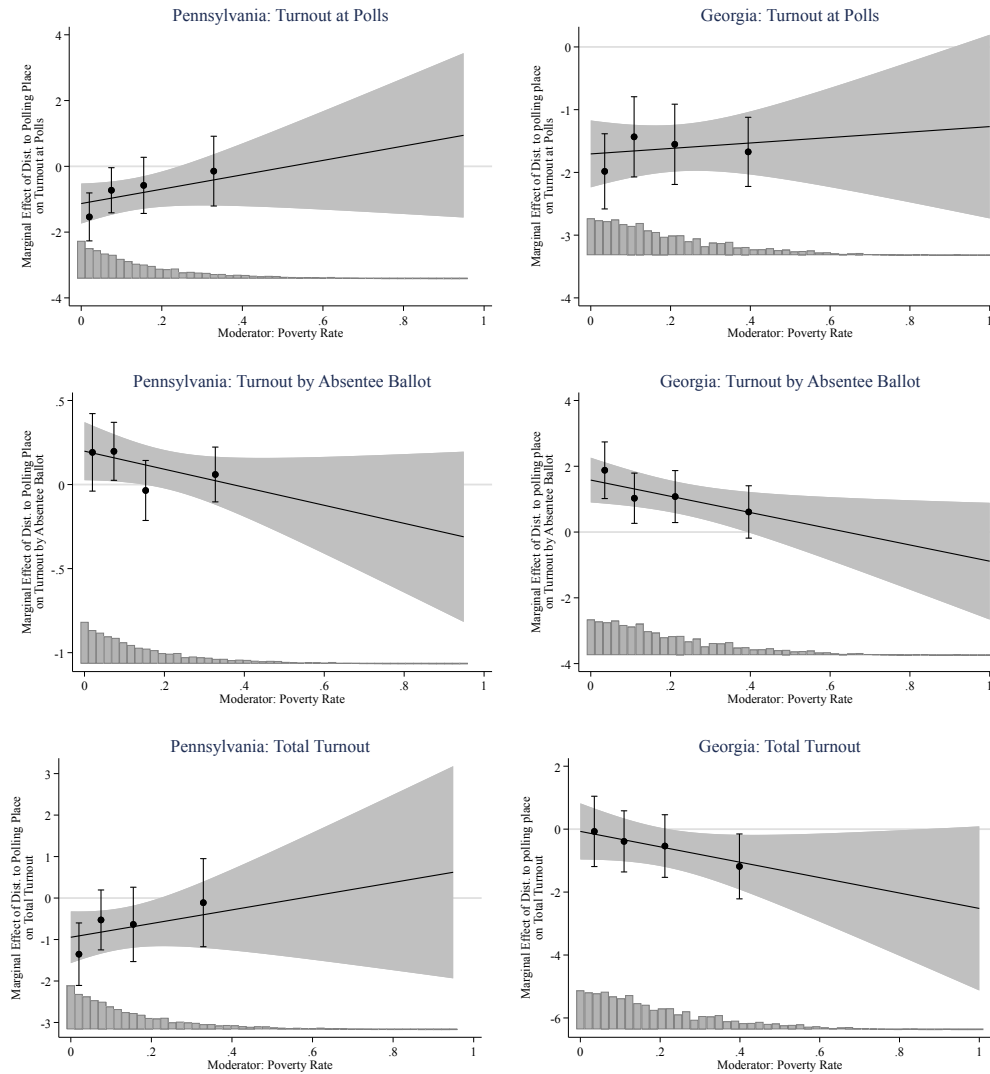 Pennsylvania: Turnout at Polls
Marginal Effect of Dist. to Polling Place
on Turnout at Polls
4
2
0
-2
-4
0 .2 .4 .6 .8 1
Moderator: Poverty Rate
Georgia: Turnout at Polls
Marginal Effect of Dist. to polling place
on Turnout at Polls
0
-1
-2
-3
-4
0 .2 .4 .6 .8 1
Moderator: Poverty Rate
Pennsylvania: Turnout by Absentee Ballot
Marginal Effect of Dist. to Polling Place
on Turnout by Absentee Ballot
.5
0
-.5
-1
0 .2 .4 .6 .8 1
Moderator: Poverty Rate
Georgia: Turnout by Absentee Ballot
Marginal Effect of Dist. to polling place
on Turnout by Absentee Ballot
4
2
0
-2
-4
0 .2 .4 .6 .8 1
Moderator: Poverty Rate
Pennsylvania: Total Turnout
Marginal Effect of Dist. to Polling Place
on Total Turnout
3
2
1
0
-1
-2
-3
0 .2 .4 .6 .8 1
Moderator: Poverty Rate
Georgia: Total Turnout
Marginal Effect of Dist. to polling place
on Total Turnout
2
0
-2
-4
-6
0 .2 .4 .6 .8 1
Moderator: Poverty Rate